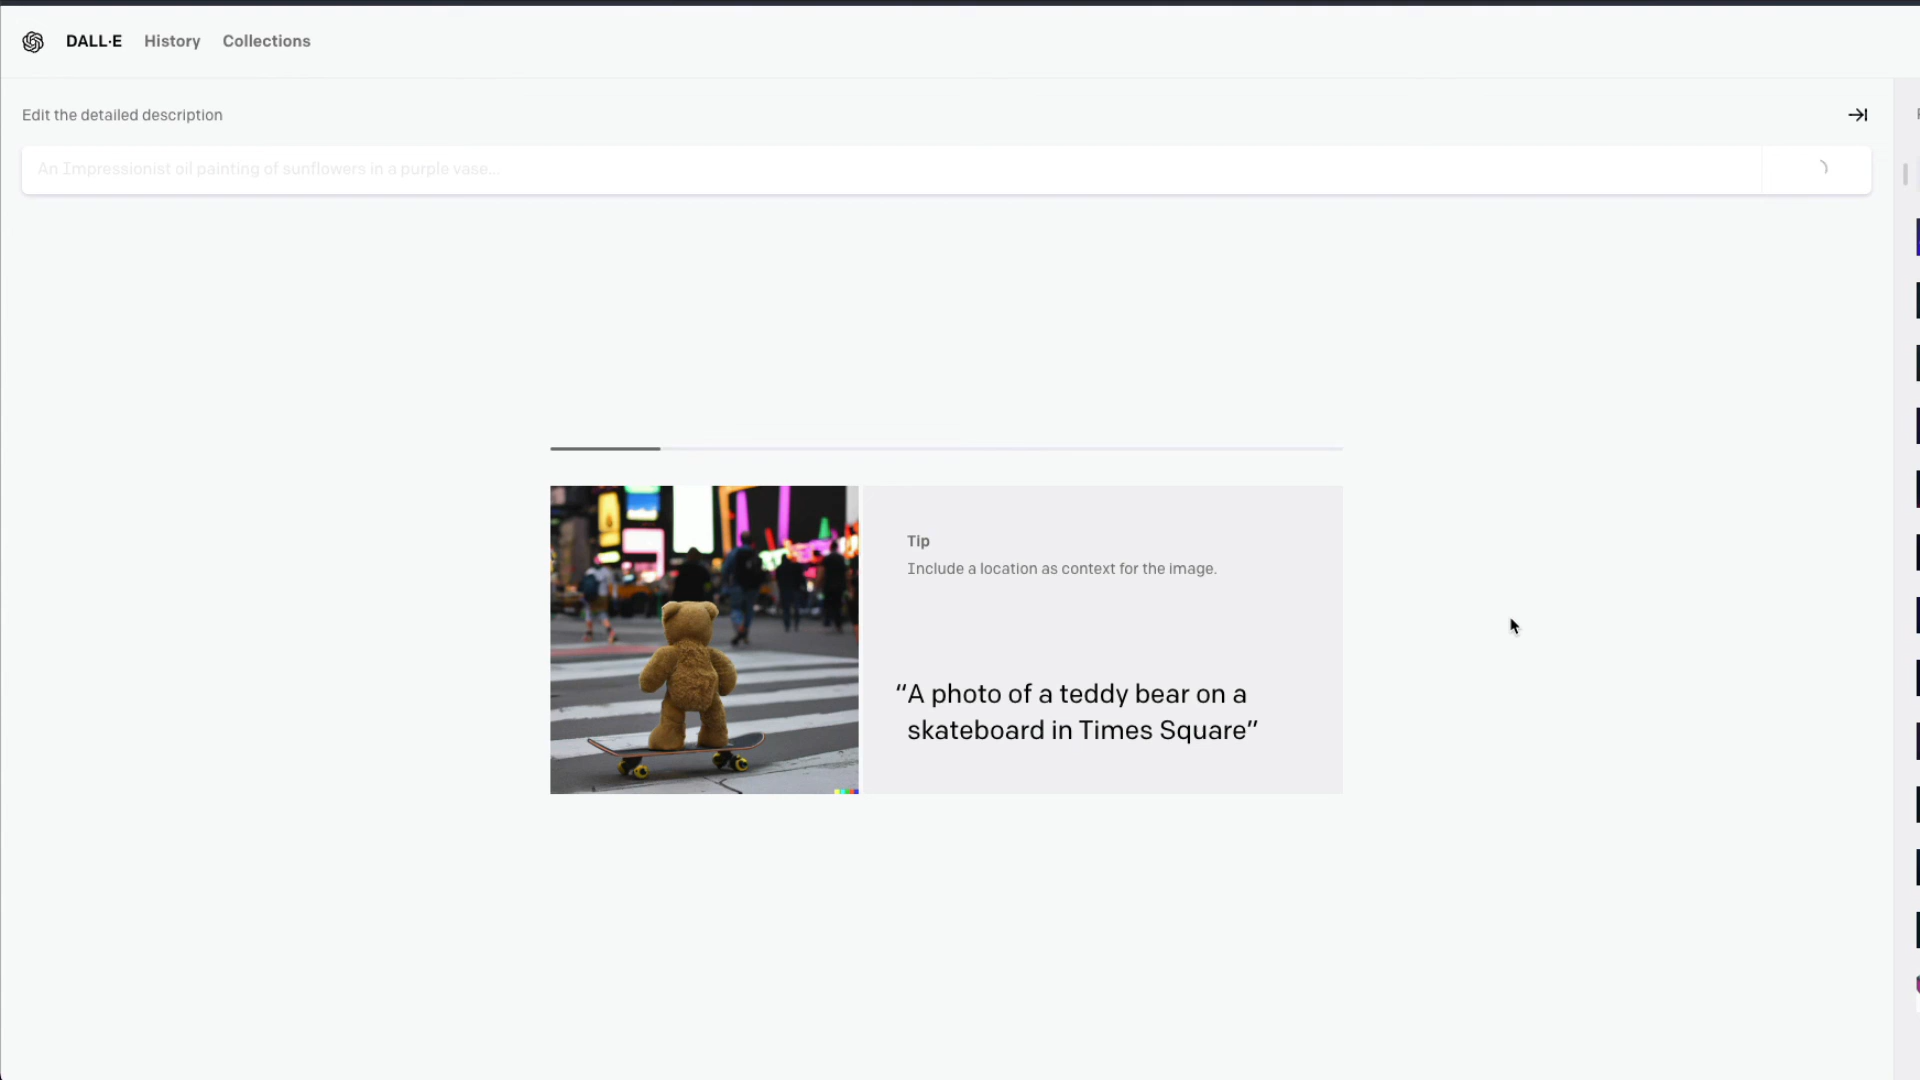 DALL·E History Collections
Edit the detailed description
An Impressionist oil painting of sunflowers in a purple vase...
Tip
Include a location as context for the image.
“A photo of a teddy bear on a
skateboard in Times Square”